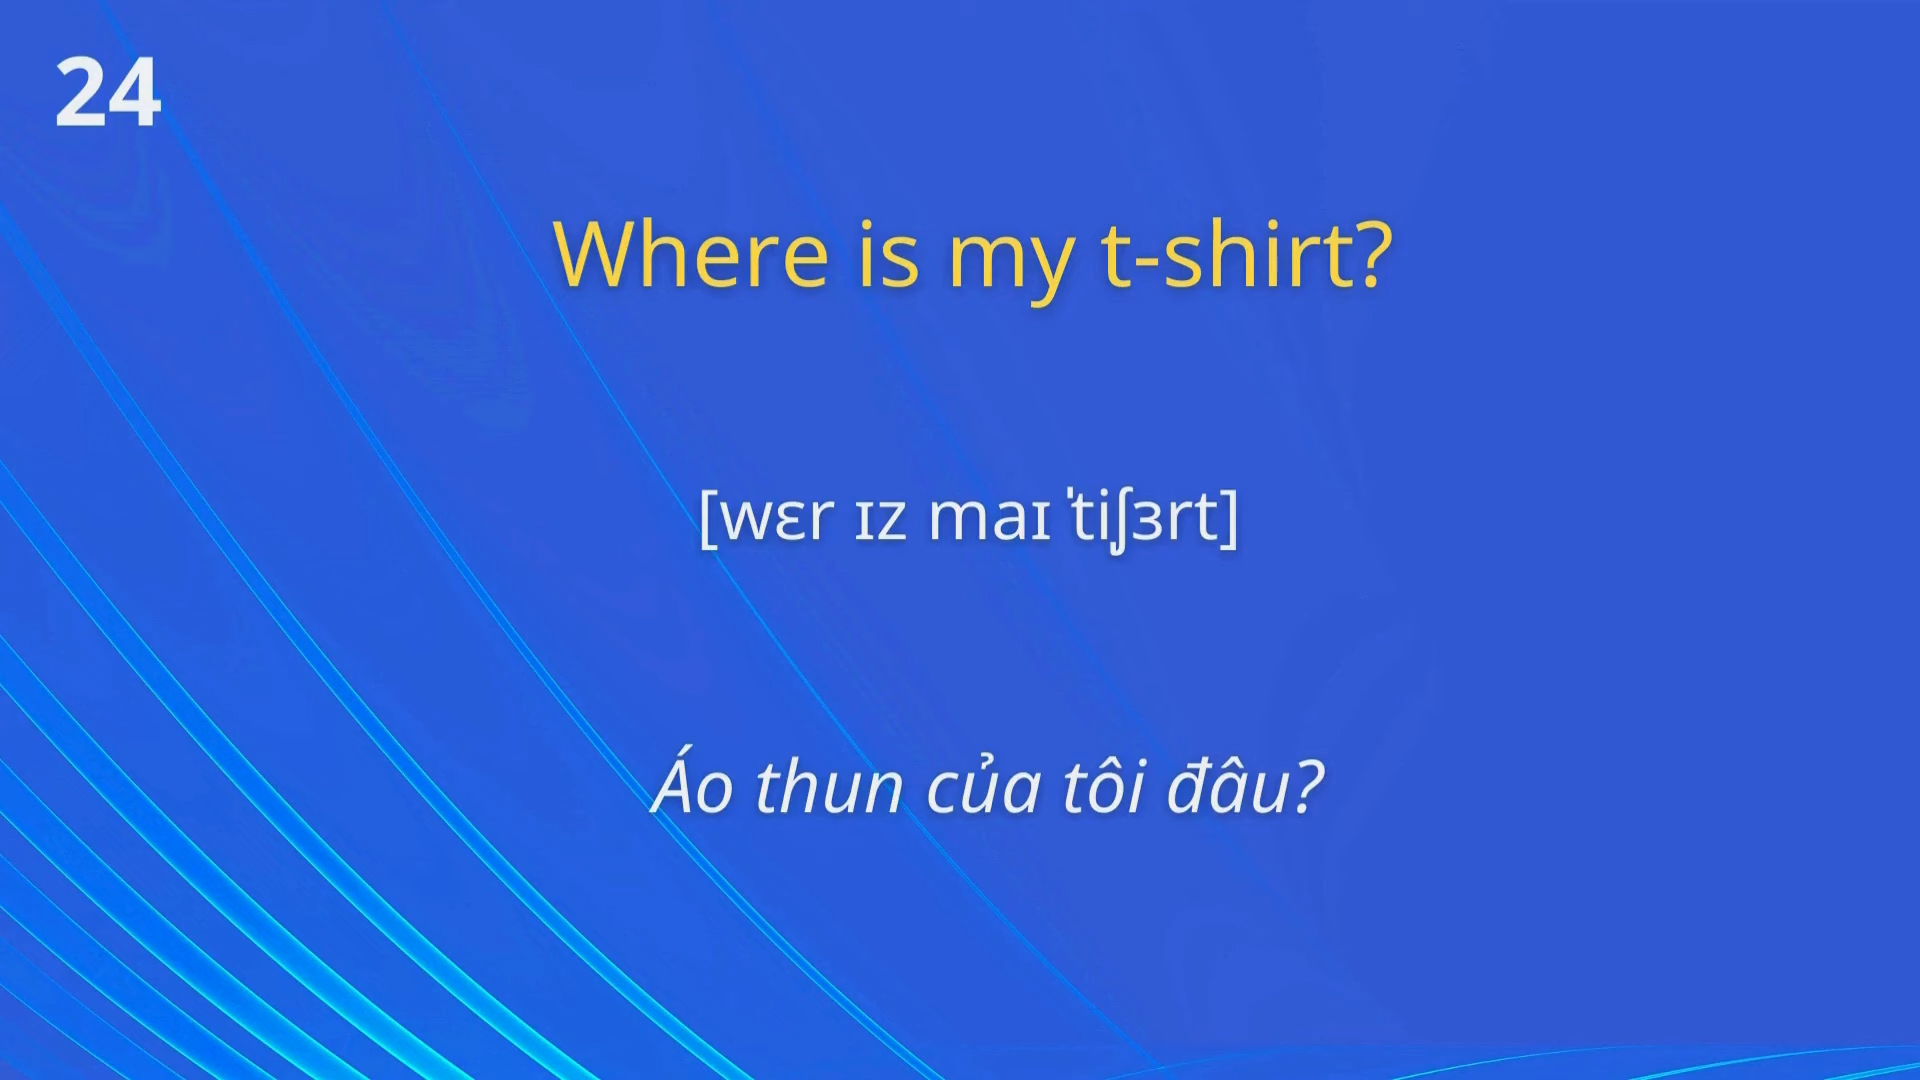 24
Where is my t-shirt?
[wɛr ɪz maɪ ˈtiʃɜrt]
Áo thun của tôi đâu?